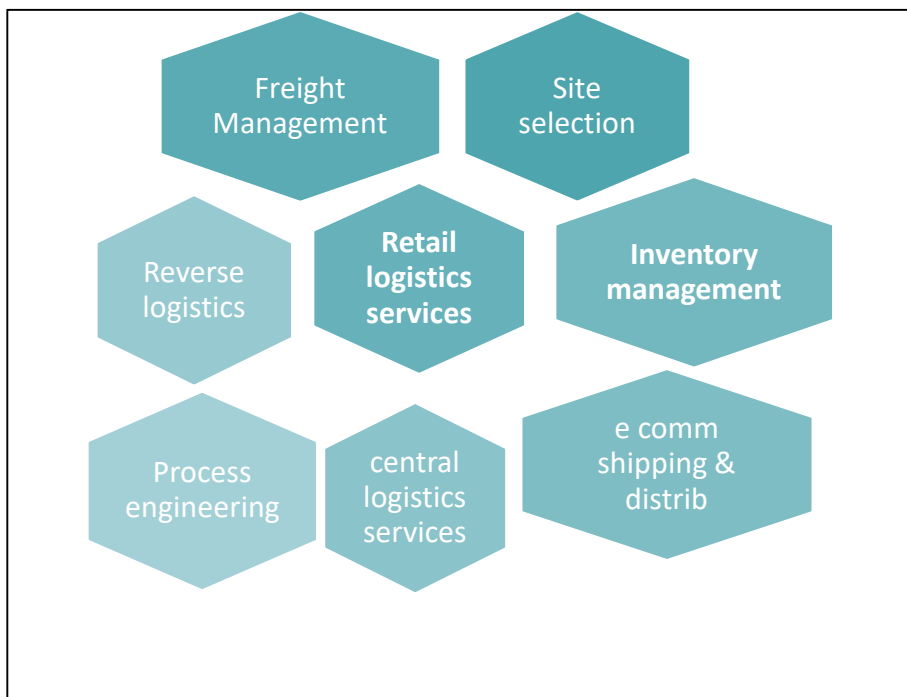 Freight
Management
Site
selection
Reverse
logistics
Retail
logistics
services
Inventory
management
Process
engineering
central
logistics
services
e comm
shipping &
distrib